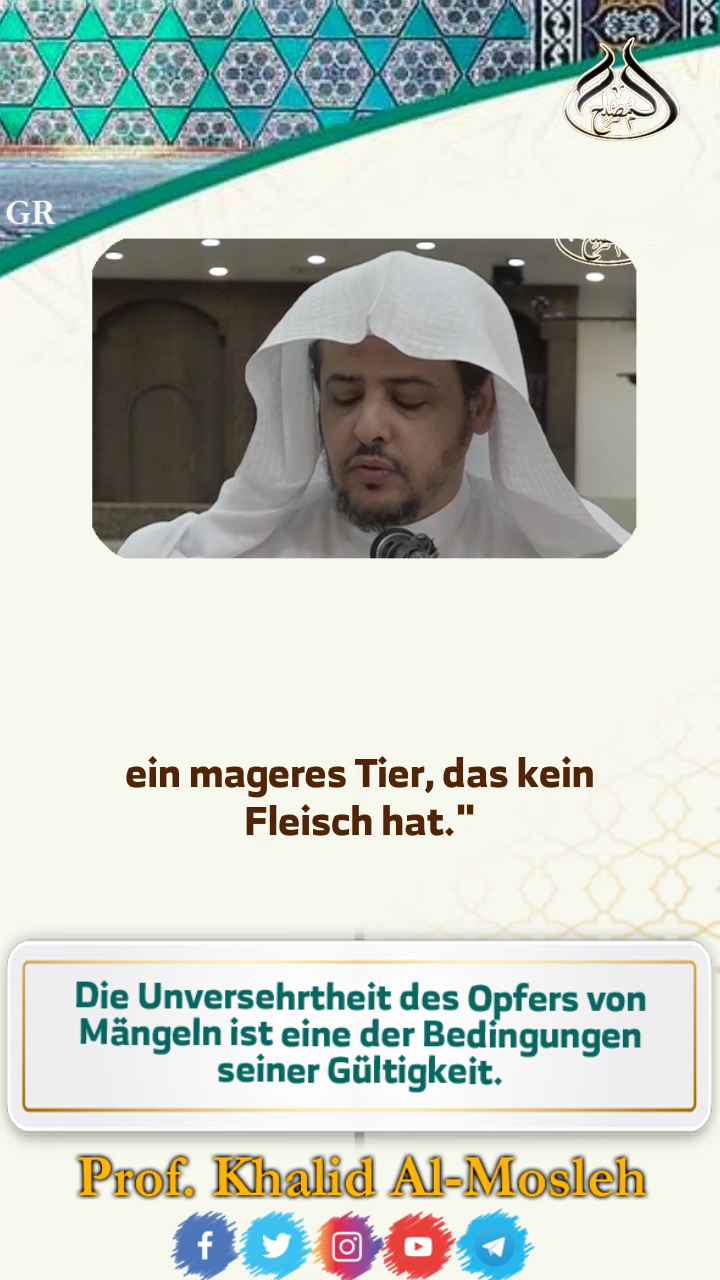 GR
المصلح
ein mageres Tier, das kein
Fleisch hat."
Die Unversehrtheit des Opfers von
Mängeln ist eine der Bedingungen
seiner Gültigkeit.
Prof. Khalid Al-Mosleh